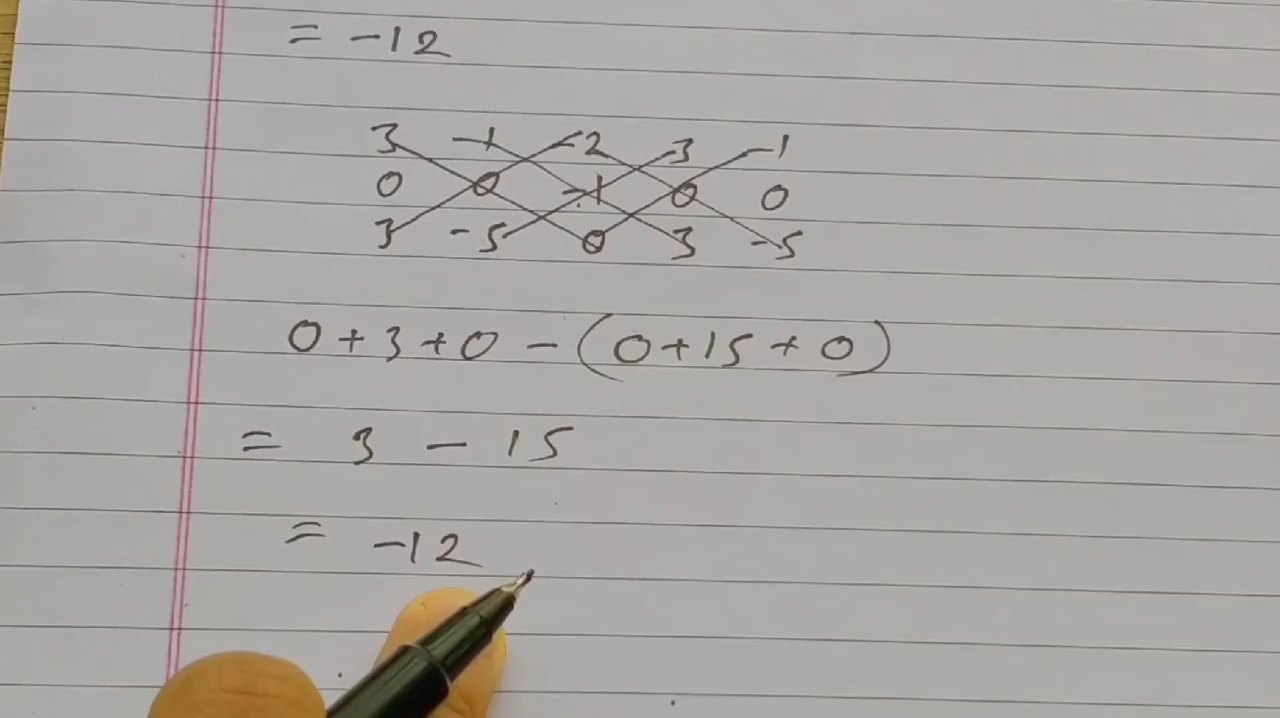 = -12
3 -1 -2 3 -1
0 0 -1 0 0
3 -5 0 3 -5
0+3+0-(0+15+0)
= 3 - 15
= -12